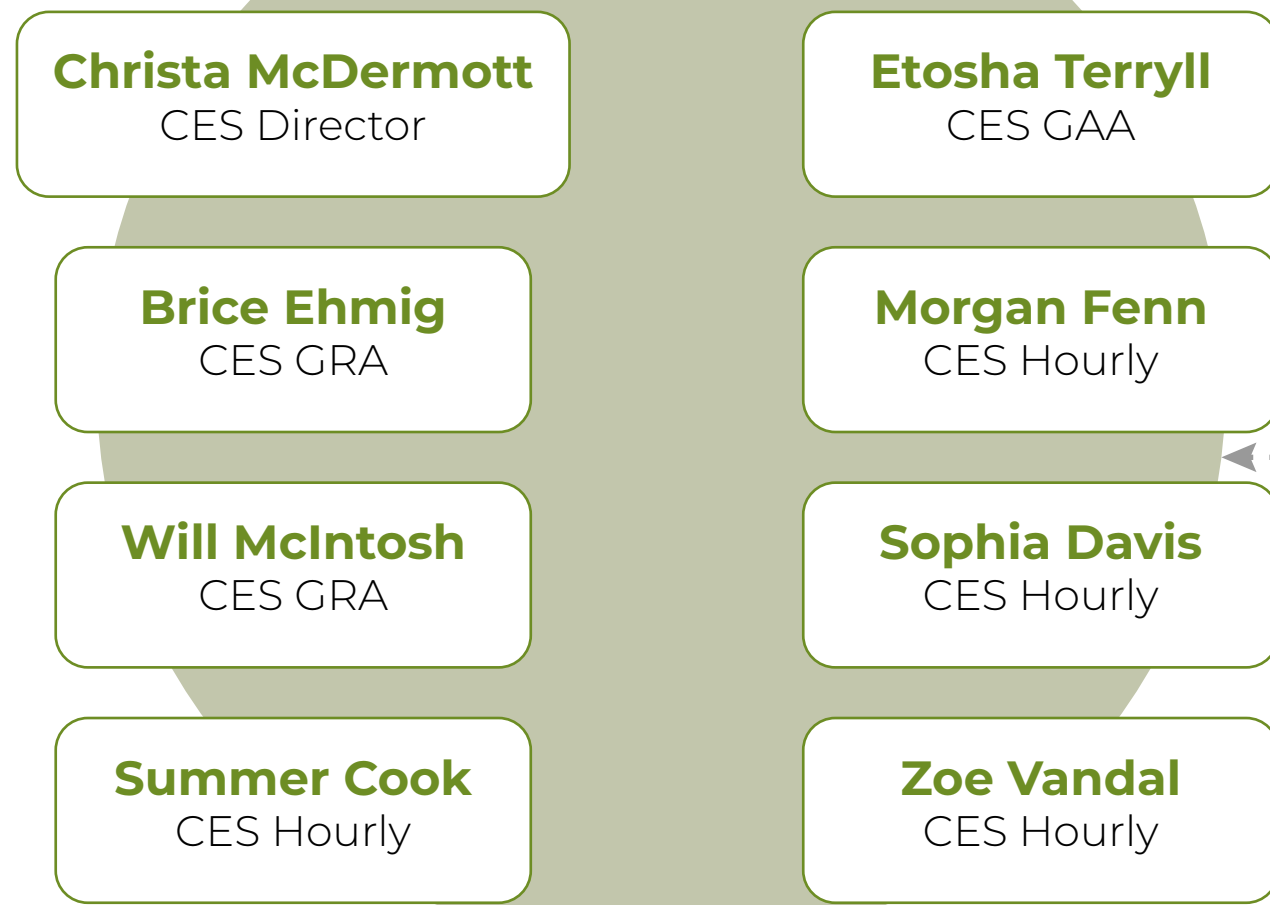 Christa McDermott
CES Director
Etosha Terryll
CES GAA
Brice Ehmig
CES GRA
Morgan Fenn
CES Hourly
Will McIntosh
CES GRA
Sophia Davis
CES Hourly
Summer Cook
CES Hourly
Zoe Vandal
CES Hourly